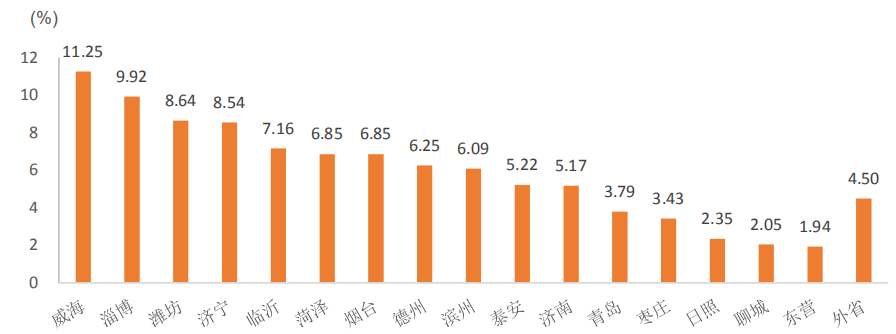 (%)
12
10
8
6
4
2
0
11.25
9.92
8.64
8.54
7.16
6.85
6.85
6.25
6.09
5.22
5.17
3.79
3.43
2.35
2.05
1.94
4.50
威海
淄博
潍坊
济宁
临沂
菏泽
烟台
德州
滨州
泰安
济南
青岛
枣庄
日照
聊城
东营
外省